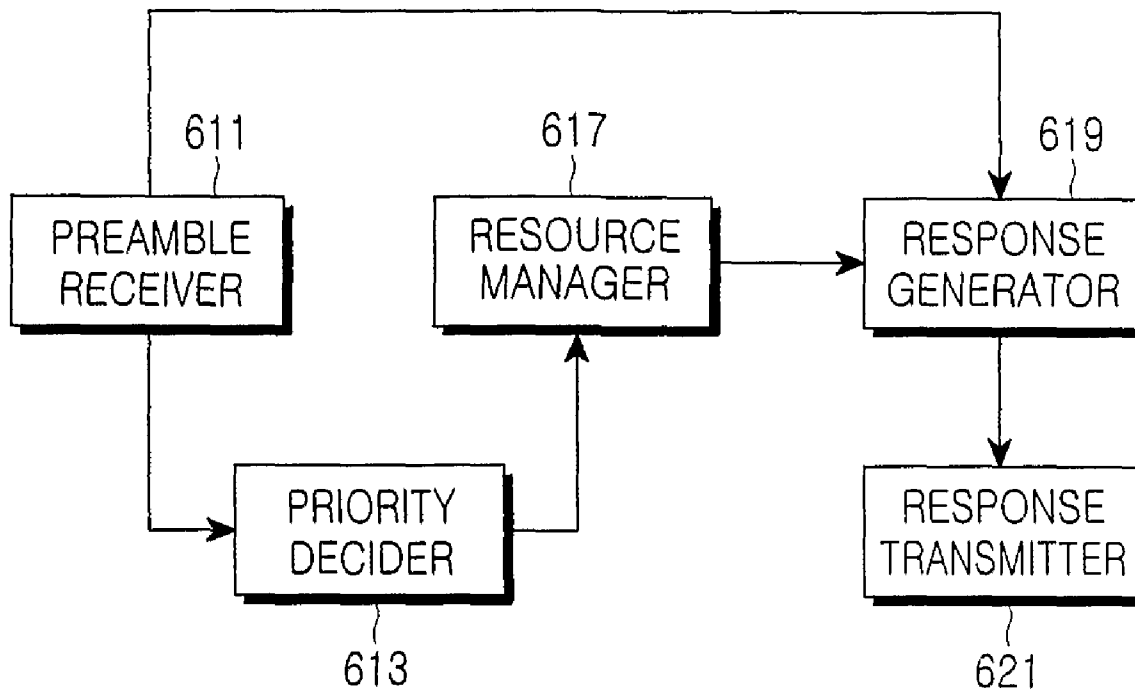 611
PREAMBLE
RECEIVER
617
RESOURCE
MANAGER
619
RESPONSE
GENERATOR
PRIORITY
DECIDER
613
RESPONSE
TRANSMITTER
621